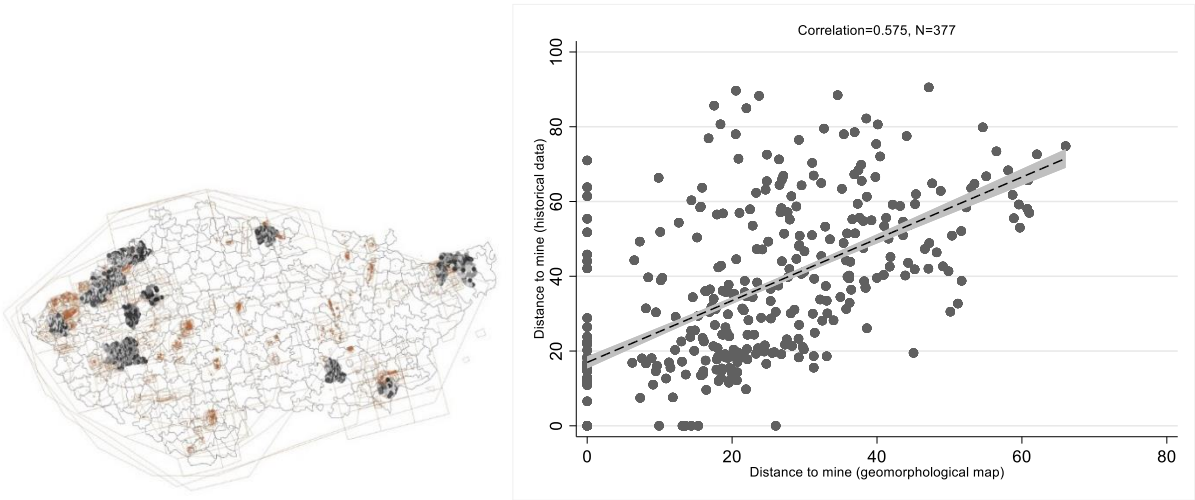 Correlation=0.575, N=377
100
80
60
40
20
0
Distance to mine (historical data)
0 20 40 60 80
Distance to mine (geomorphological map)